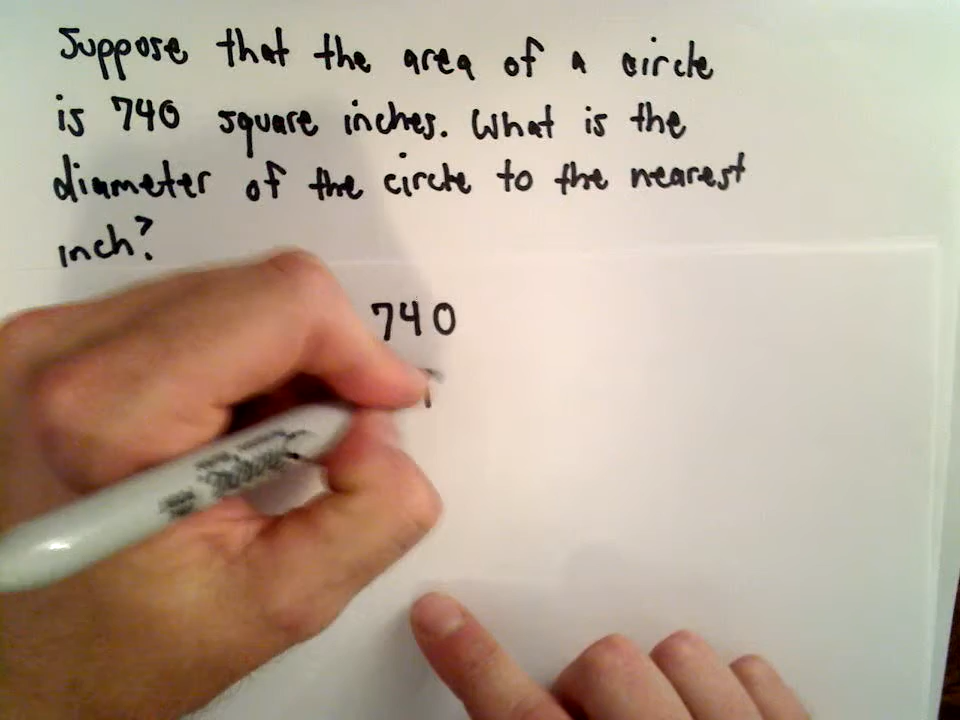 Suppose that the area of a circle
is 740 square inches. What is the
diameter of the circle to the nearest
inch?
740